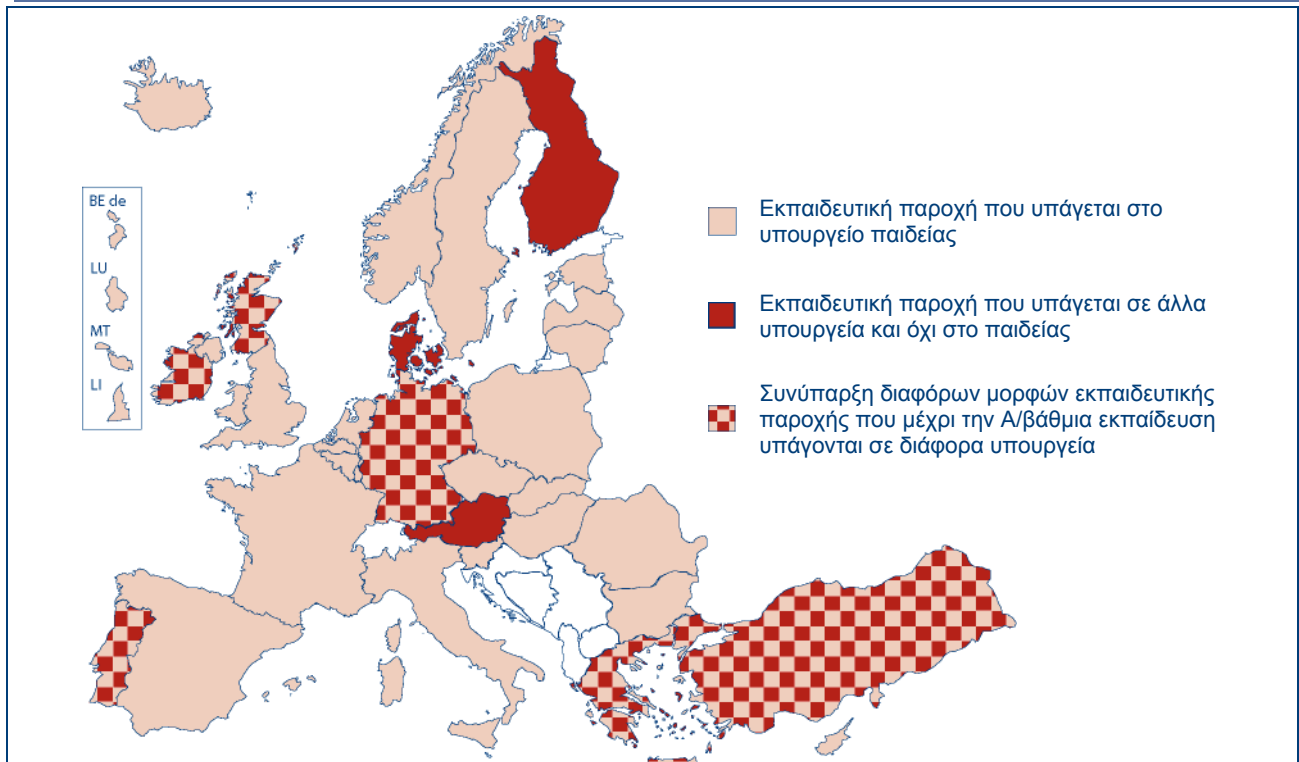 BE de
LU
MT
LI
Εκπαιδευτική παροχή που υπάγεται στο
υπουργείο παιδείας
Εκπαιδευτική παροχή που υπάγεται σε άλλα
υπουργεία και όχι στο παιδείας
Συνύπαρξη διαφόρων μορφών εκπαιδευτικής
παροχής που μέχρι την Α/βάθμια εκπαίδευση
υπάγονται σε διάφορα υπουργεία